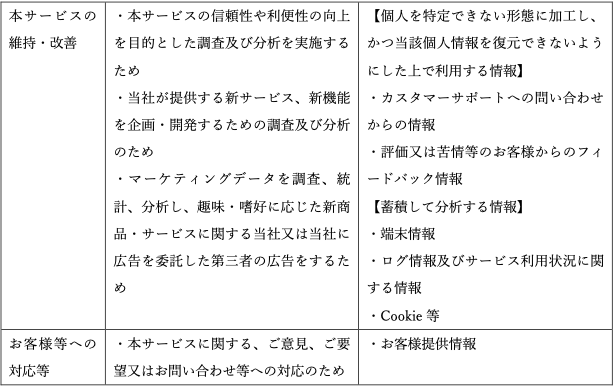 本サービスの
維持・改善
・本サービスの信頼性や利便性の向上
を目的とした調査及び分析を実施する
ため
・当社が提供する新サービス、新機能
を企画・開発するための調査及び分析
のため
・マーケティングデータを調査、統
計、分析し、趣味・嗜好に応じた新商
品・サービスに関する当社又は当社に
広告を委託した第三者の広告をするた
め
【個人を特定できない形態に加工し、
かつ当該個人情報を復元できないよう
にした上で利用する情報】
・カスタマーサポートへの問い合わせ
からの情報
・評価又は苦情等のお客様からのフィ
ードバック情報
【蓄積して分析する情報】
・端末情報
・ログ情報及びサービス利用状況に関
する情報
・Cookie 等
お客様等への
対応等
・本サービスに関する、ご意見、ご要
望又はお問い合わせ等への対応のため
・お客様提供情報